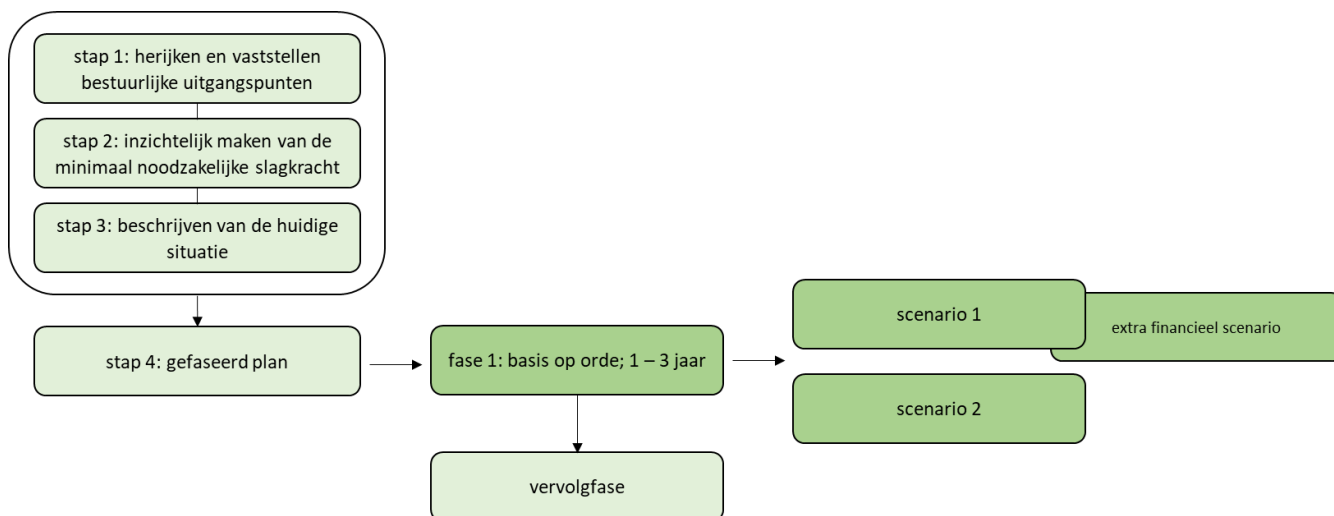 stap 1: herijken en vaststellen
bestuurlijke uitgangspunten
stap 2: inzichtelijk maken van de
minimaal noodzakelijke slagkracht
stap 3: beschrijven van de huidige
situatie
stap 4: gefaseerd plan
fase 1: basis op orde; 1 – 3 jaar
vervolgfase
scenario 1
extra financieel scenario
scenario 2